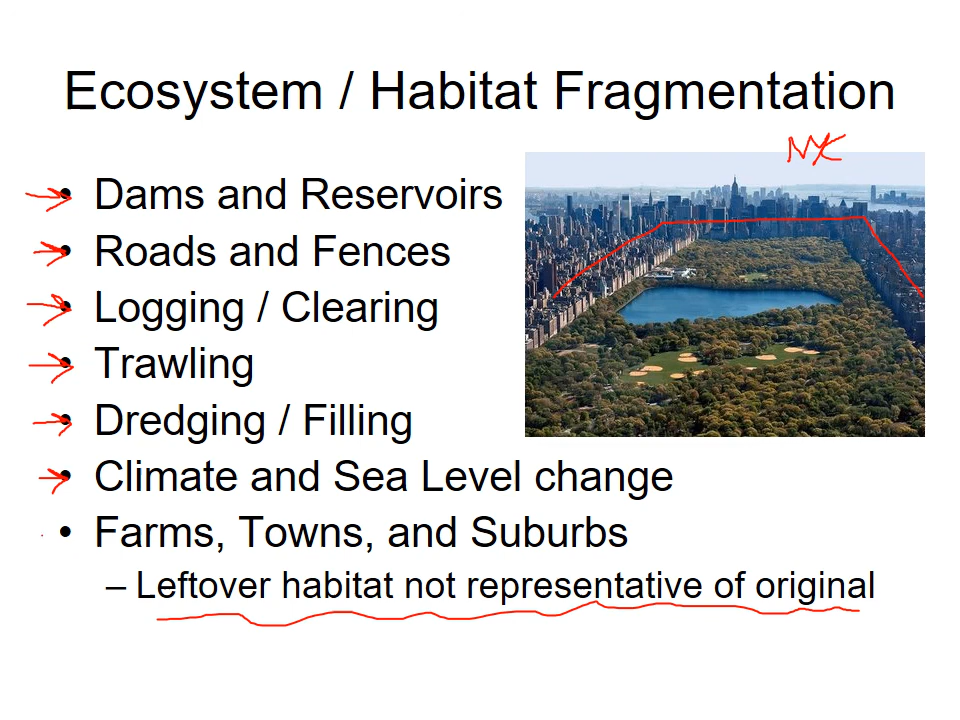 Ecosystem / Habitat Fragmentation
NYC
• Dams and Reservoirs
• Roads and Fences
• Logging / Clearing
• Trawling
• Dredging / Filling
• Climate and Sea Level change
• Farms, Towns, and Suburbs
– Leftover habitat not representative of original